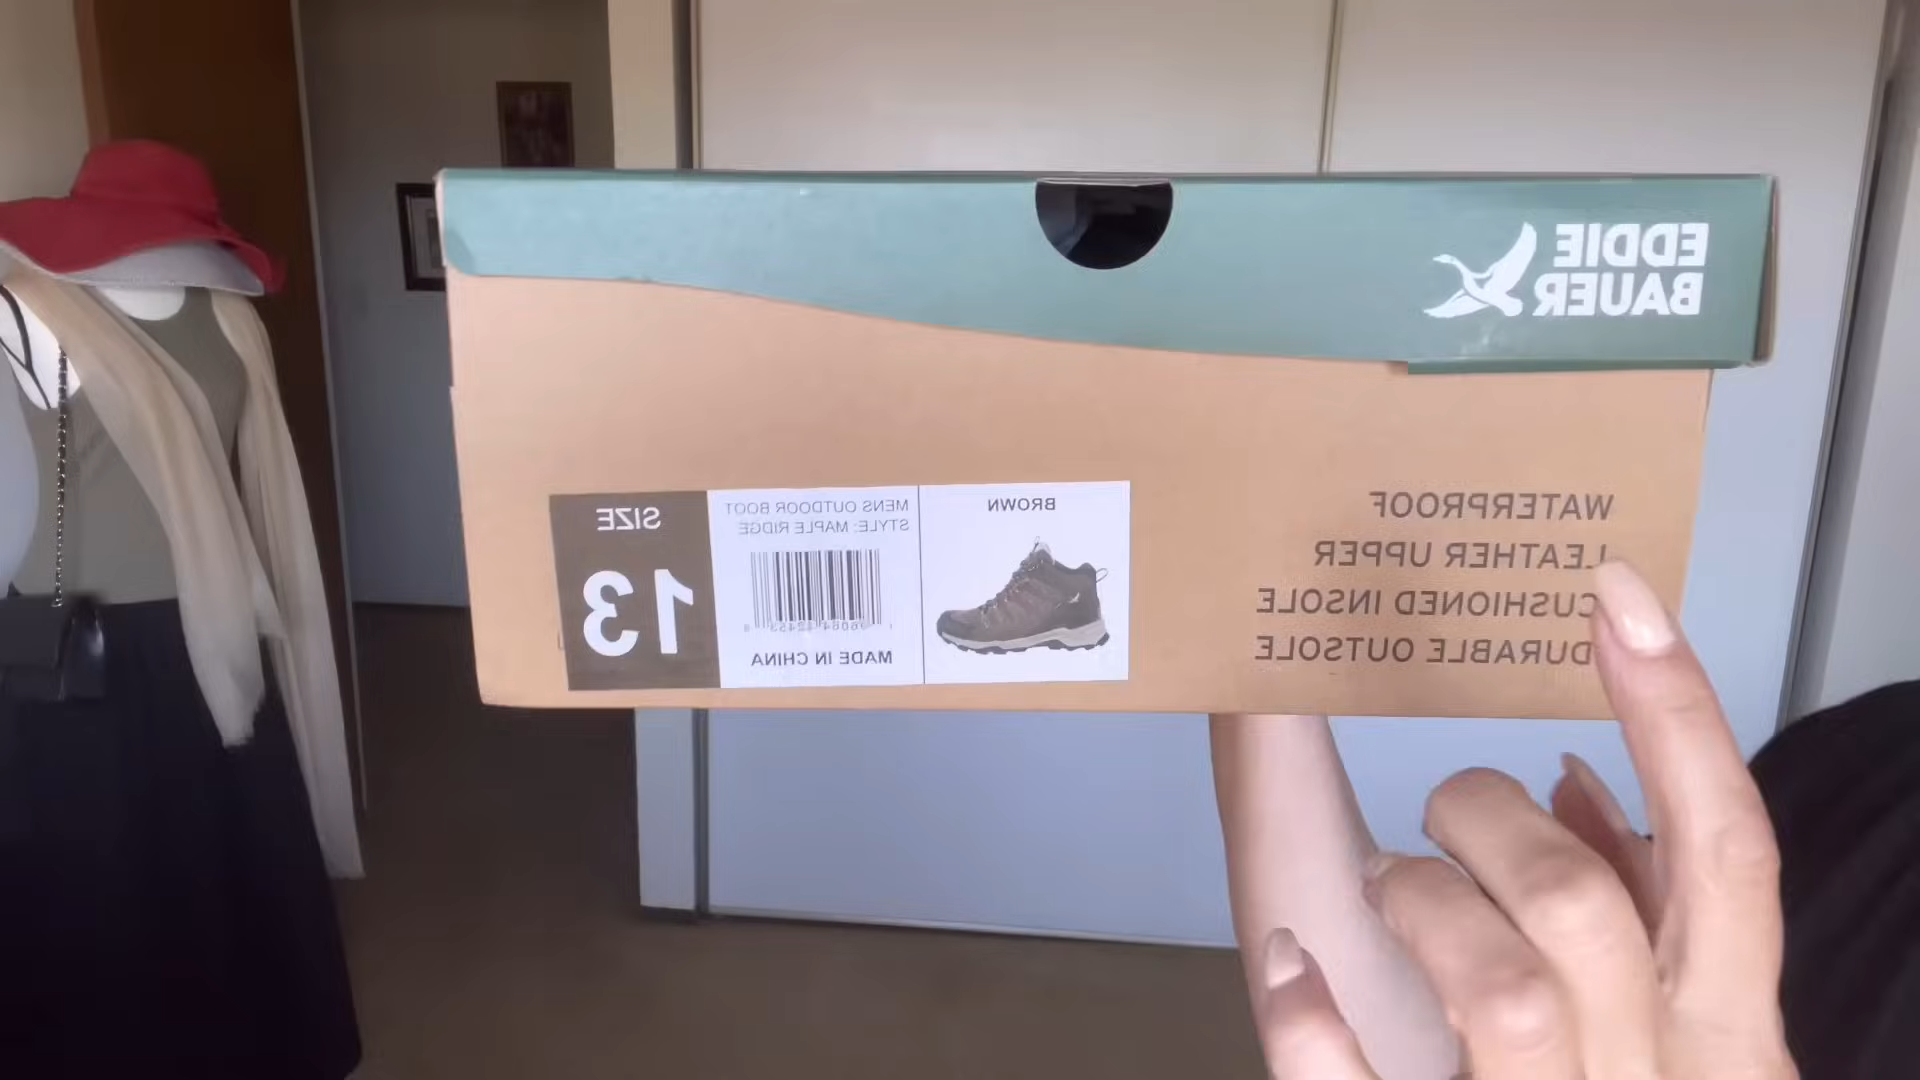 EDDIE
BAUER
WATERPROOF
LEATHER UPPER
CUSHIONED INSOLE
DURABLE OUTSOLE
BROWN
MENS OUTDOOR BOOT
STYLE: MAPLE RIDGE
MADE IN CHINA
SIZE
13